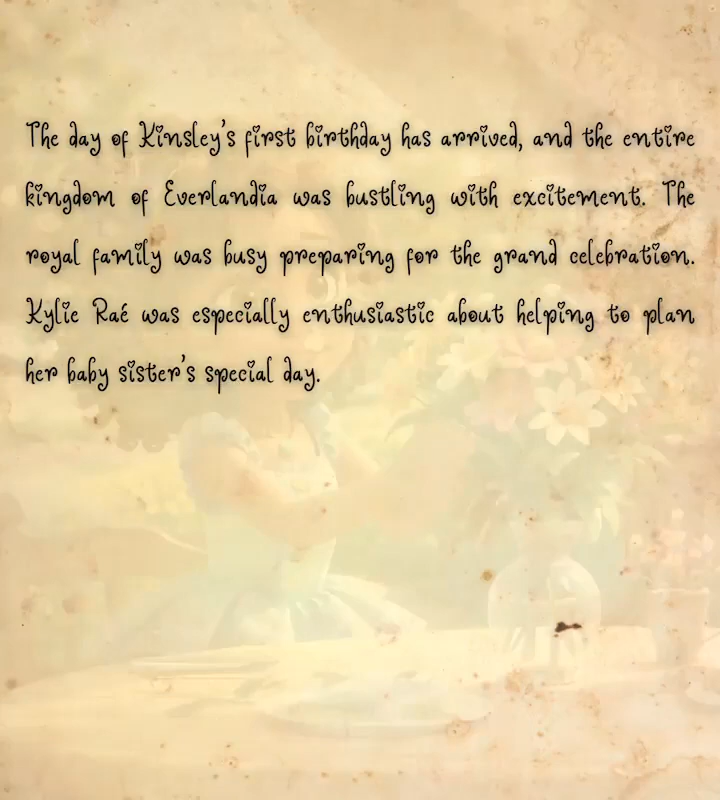 The day of Kinsley's first birthday has arrived, and the entire
kingdom of Everlandia was bustling with excitement. The
royal family was busy preparing for the grand celebration.
Kylie Raé was especially enthusiastic about helping to plan
her baby sister's special day.